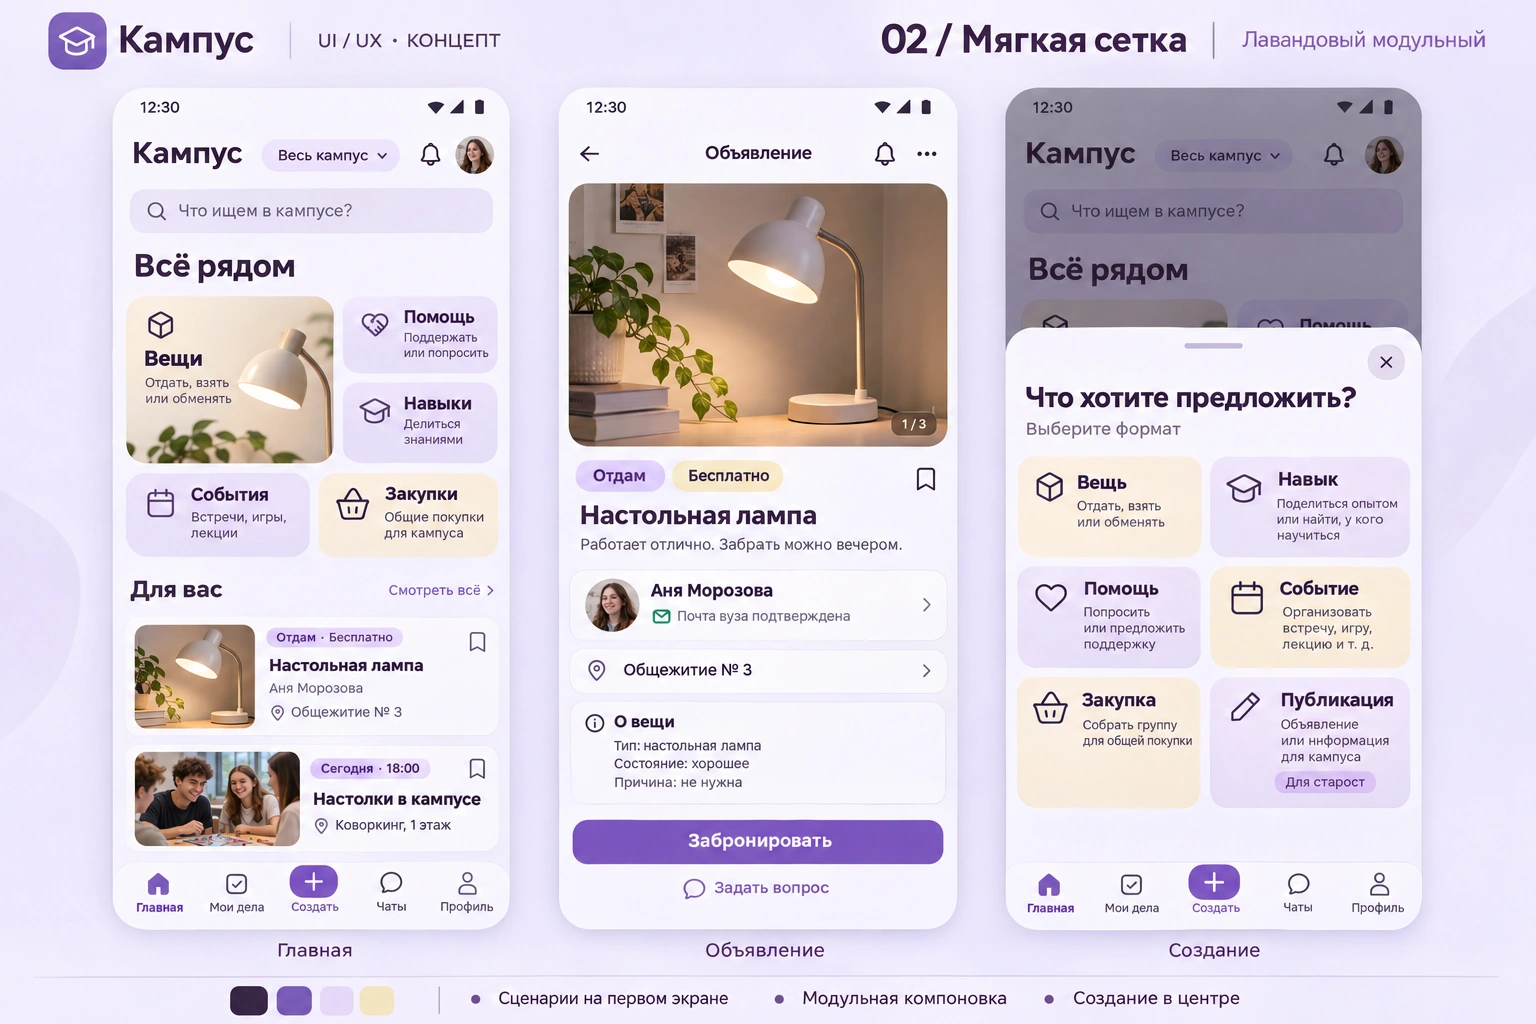 Кампус
UI / UX • КОНЦЕПТ
02 / Мягкая сетка
Лавандовый модульный
12:30
Кампус
Весь кампус
Что ищем в кампусе?
Всё рядом
Вещи
Отдать, взять
или обменять
Помощь
Поддержать
или попросить
Навыки
Делиться
знаниями
События
Встречи, игры,
лекции
Закупки
Общие покупки
для кампуса
Для вас
Смотреть всё
Отдам · Бесплатно
Настольная лампа
Аня Морозова
Общежитие № 3
Сегодня · 18:00
Настолки в кампусе
Коворкинг, 1 этаж
Главная
Мои дела
Создать
Чаты
Профиль
Главная
12:30
Объявление
1 / 3
Отдам
Бесплатно
Настольная лампа
Работает отлично. Забрать можно вечером.
Аня Морозова
Почта вуза подтверждена
Общежитие № 3
О вещи
Тип: настольная лампа
Состояние: хорошее
Причина: не нужна
Забронировать
Задать вопрос
Объявление
12:30
Кампус
Весь кампус
Что ищем в кампусе?
Всё рядом
Помощь
Что хотите предложить?
Выберите формат
Вещь
Отдать, взять
или обменять
Навык
Поделиться опытом
или найти, у кого
научиться
Помощь
Попросить
или предложить
поддержку
Событие
Организовать
встречу, игру,
лекцию и т. д.
Закупка
Собрать группу
для общей покупки
Публикация
Объявление
или ннформация
для кампуса
Для старост
Главная
Мои дела
Создать
Чаты
Профиль
Создание
Сценарии на первом экране
Модульная компоновка
Создание в центре